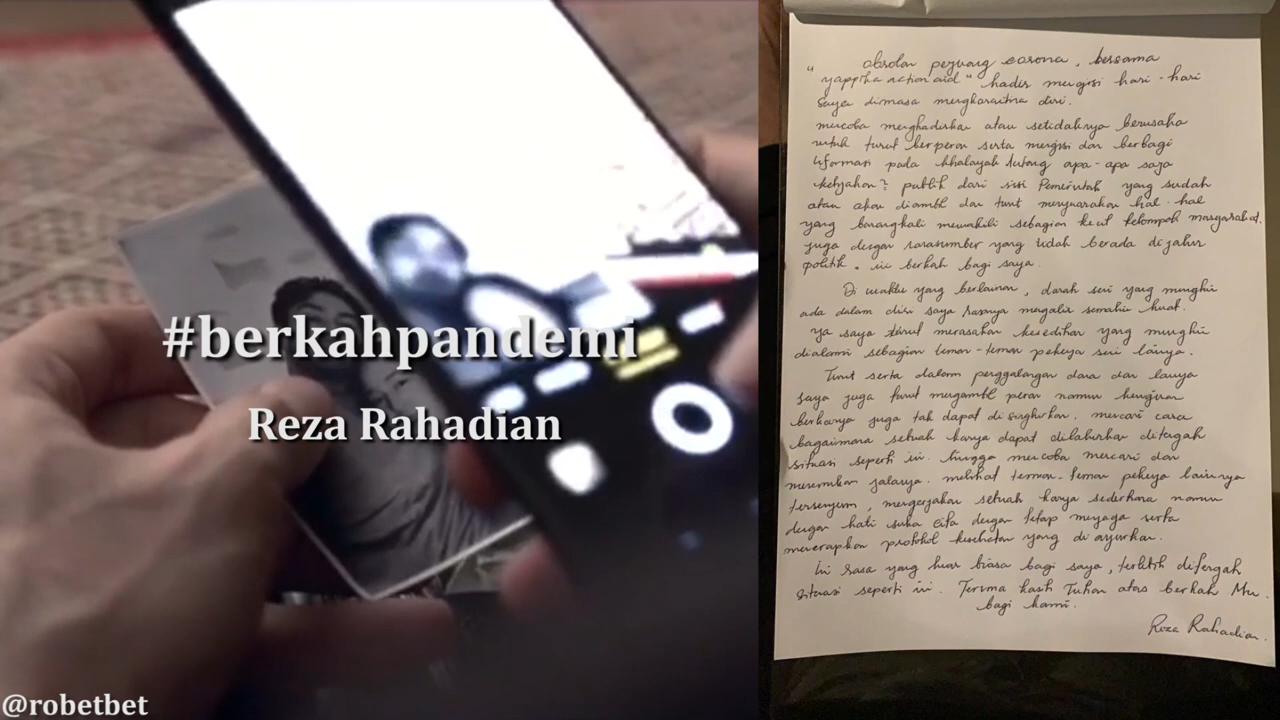 #berkahpandemi
Reza Rahadian
@robetbet
obrolan pejuang corona, bersama
"yappika action aid" hadir mengisi hari-hari
saya dimasa mengkarantina diri.
mencoba menghadirkan atau setidaknya berusaha
untuk turut berperan serta mengisi dan berbagi
informasi pada khalayak tentang apa-apa saja
kebijakan² publik dari sisi Pemerintah yang sudah
atau akan diambil dan turut menyuarakan hal-hal
yang barangkali mewakili sebagian kecil kelompok masyarakat.
juga dengan narasumber yang tidak berada di jalur
politik. ini berkah bagi saya.
Di waktu yang berlainan, darah seni yang mungkin
ada dalam diri saya rasanya mengalir semakin kuat.
Ya saya turut merasakan kesedihan yang mungkin
dialami sebagian teman-teman pekerja seni lainya.
Turut serta dalam penggalangan dana dan lainya
saya juga turut mengambil peran namun keinginan
berkarya juga tak dapat di singkirkan. mencari cara
bagaimana sebuah karya dapat dilahirkan ditengah
situasi seperti ini. hingga mencoba mencari dan
menemukan jalanya. melihat teman-teman pekerja lainnya
tersenyum, mengerjakan sebuah karya sederhana namun
dengan hati suka cita dengan tetap menjaga serta
menerapkan protokol kesehatan yang di anjurkan.
Ini rasa yang luar biasa bagi saya, terlebih ditengah
situasi seperti ini. Terima kasih Tuhan atas berkah Mu
bagi kami.
Reza Rahadian.